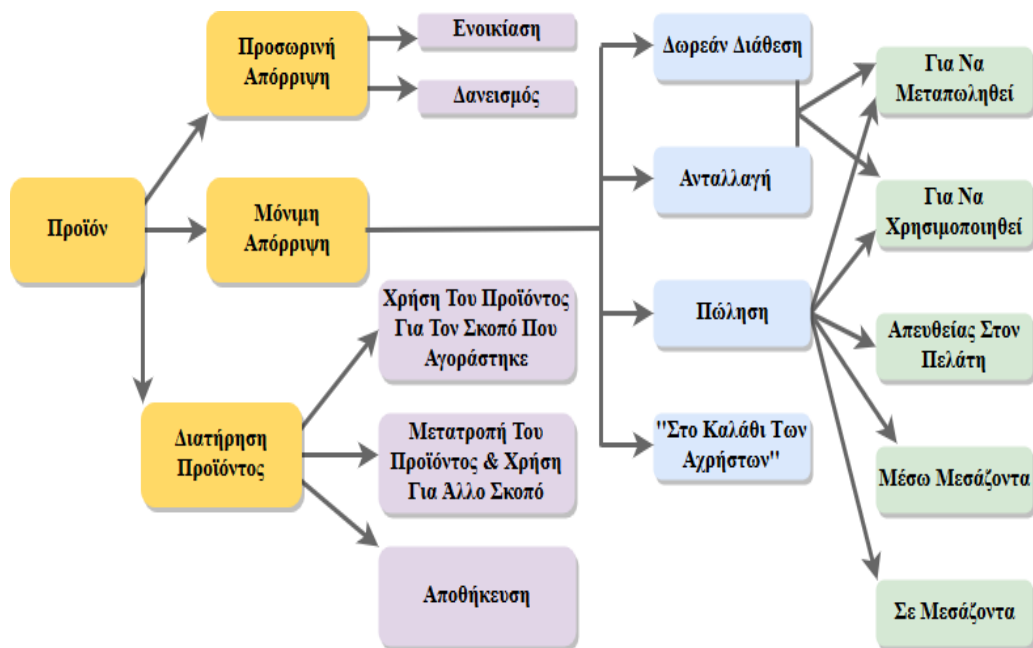 Προϊόν
Προσωρινή
Απόρριψη
Ενοικίαση
Δανεισμός
Μόνιμη
Απόρριψη
Διατήρηση
Προϊόντος
Χρήση Του Προϊόντος
Για Τον Σκοπό Που
Αγοράστηκε
Μετατροπή Του
Προϊόντος & Χρήση
Για Άλλο Σκοπό
Αποθήκευση
Δωρεάν Διάθεση
Ανταλλαγή
Πώληση
"Στο Καλάθι Των
Αχρήστων"
Για Να
Μεταπωληθεί
Για Να
Χρησιμοποιηθεί
Απευθείας Στον
Πελάτη
Μέσω Μεσάζοντα
Σε Μεσάζοντα